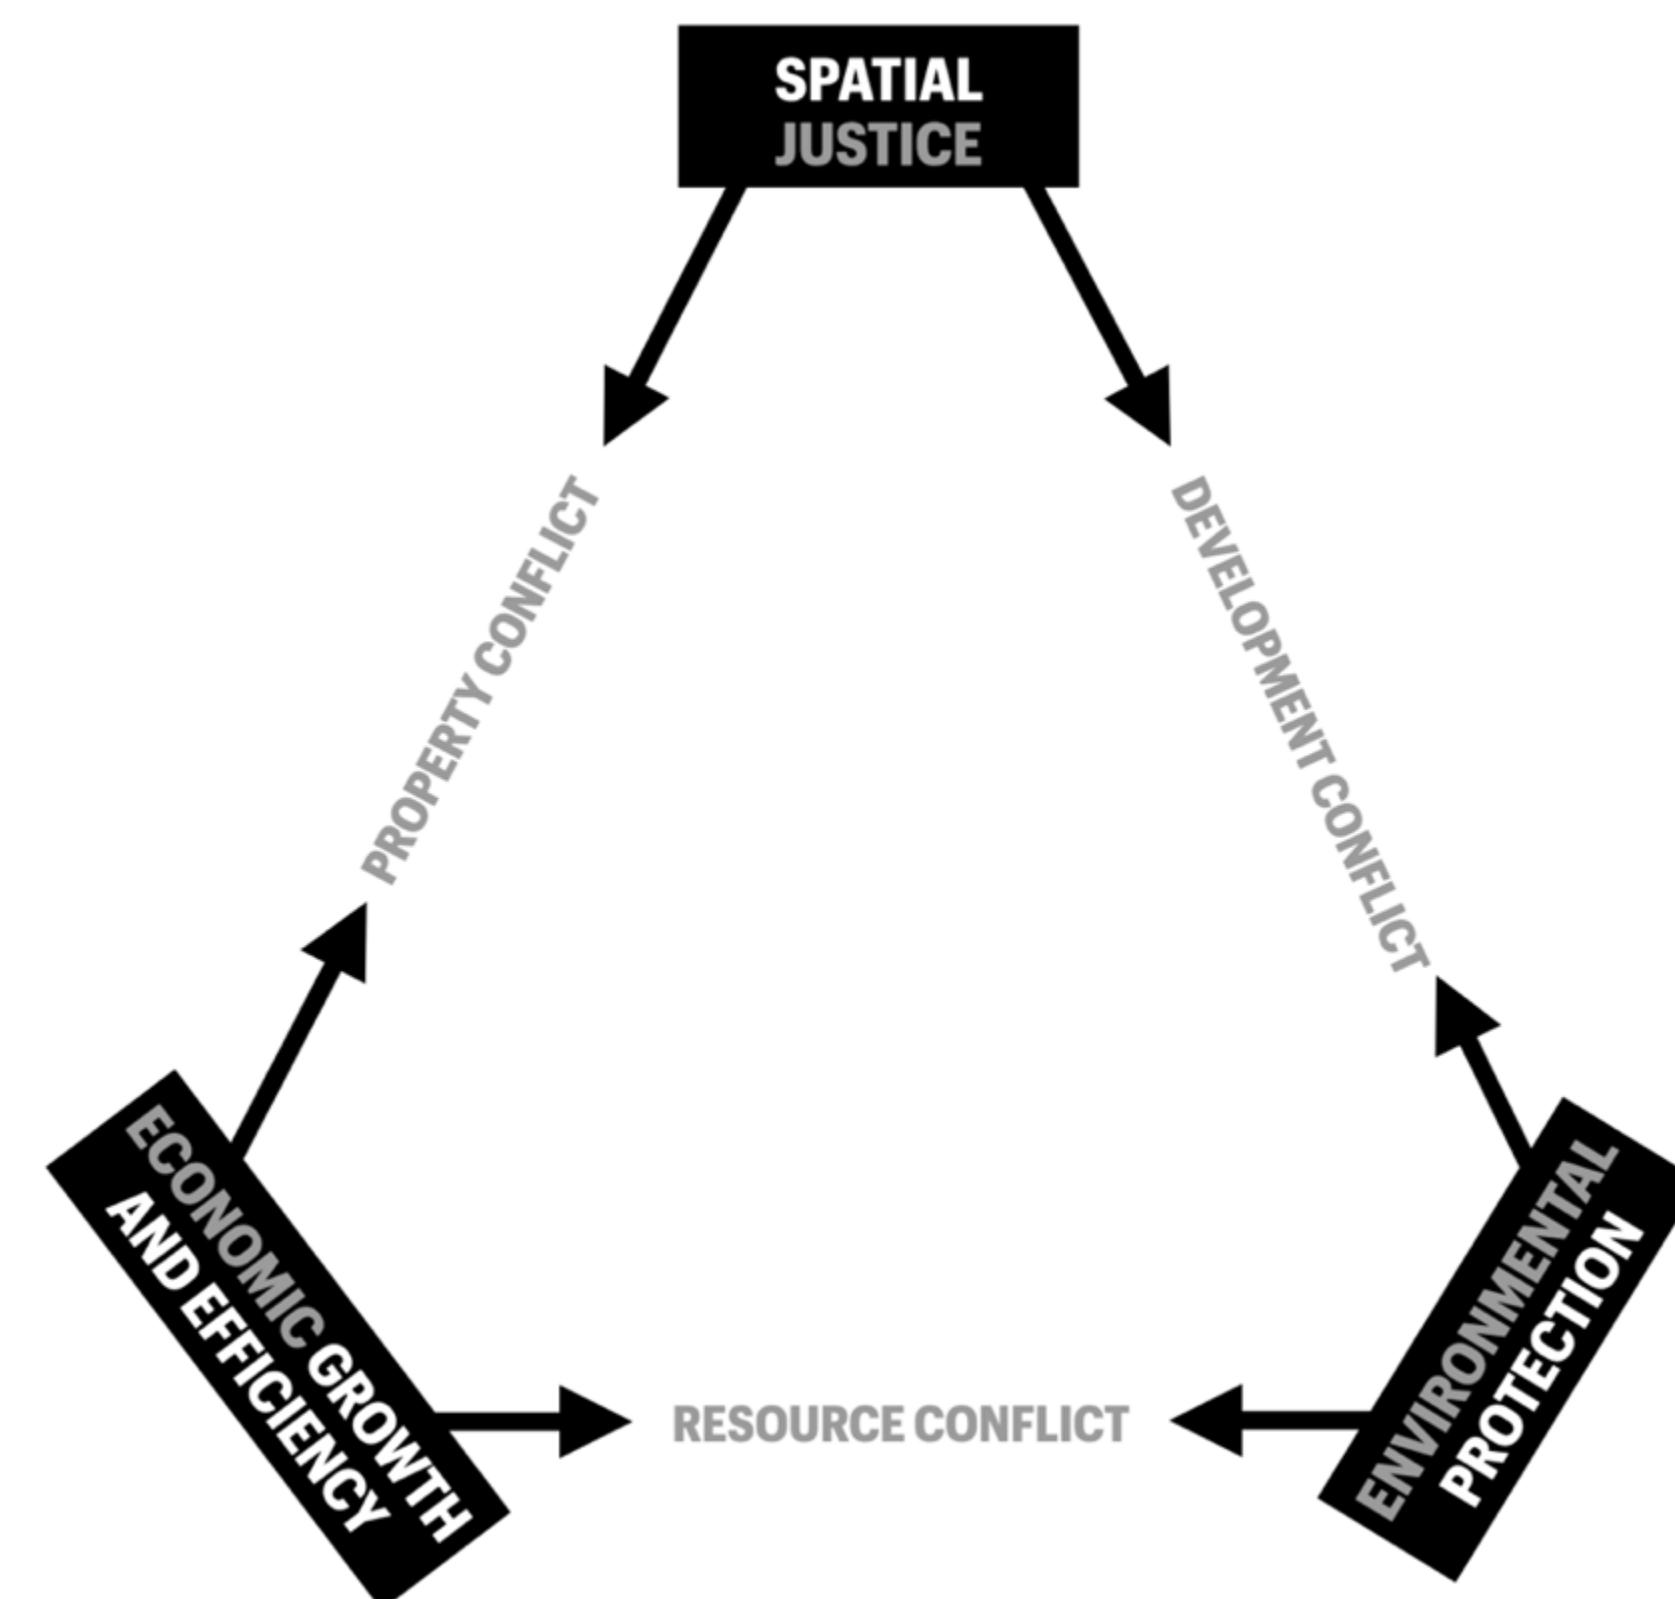 SPATIAL
JUSTICE
PROPERTY CONFLICT
DEVELOPMENT CONFLICT
ECONOMIC GROWTH
AND EFFICIENCY
RESOURCE CONFLICT
ENVIRONMENTAL
PROTECTION